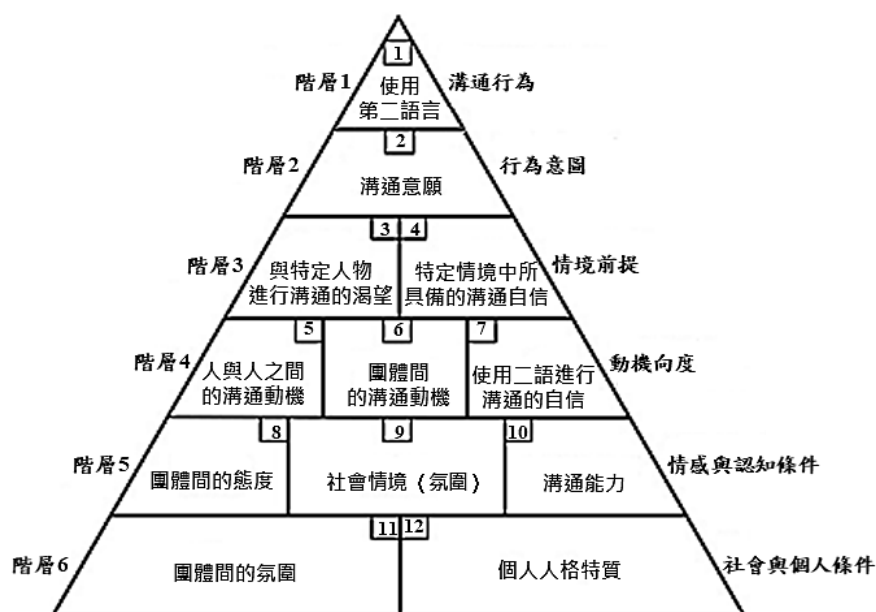 1
階層1
溝通行為
使用
第二語言
2
階層2
行為意圖
溝通意願
3
4
階層3
情境前提
與特定人物
進行溝通的渴望
特定情境中所
具備的溝通自信
5
6
7
階層4
動機向度
人與人之間
的溝通動機
團體間
的溝通動機
使用二語進行
溝通的自信
8
9
10
階層5
情感與認知條件
團體間的態度
社會情境（氛圍）
溝通能力
11
12
階層6
社會與個人條件
團體間的氛圍
個人人格特質